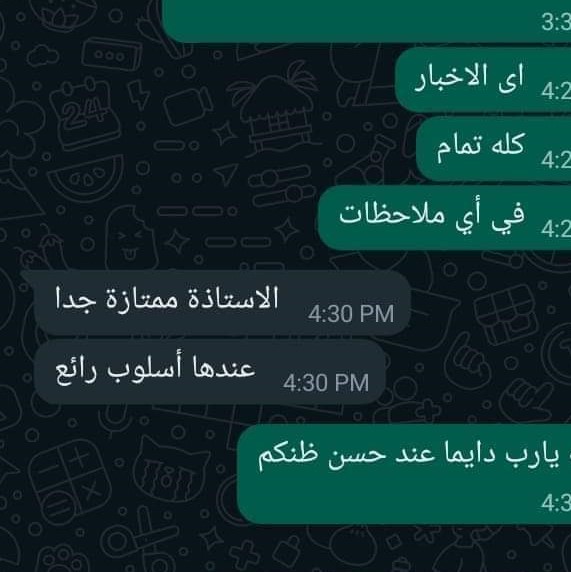 3:3
اى الاخبار
4:2
كله تمام
4:2
في أي ملاحظات
4:2
الاستاذة ممتازة جدا
4:30 PM
عندها أسلوب رائع
4:30 PM
يارب دايما عند حسن ظنكم
4:3